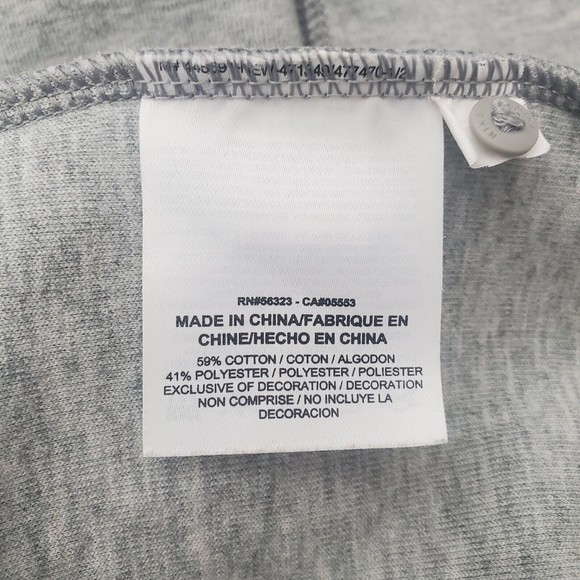 RN#56323 - CA#05553
MADE IN CHINA/FABRIQUE EN
CHINE/HECHO EN CHINA
59% COTTON / COTON / ALGODON
41% POLYESTER / POLYESTER / POLIESTER
EXCLUSIVE OF DECORATION / DECORATION
NON COMPRISE / NO INCLUYE LA
DECORACION